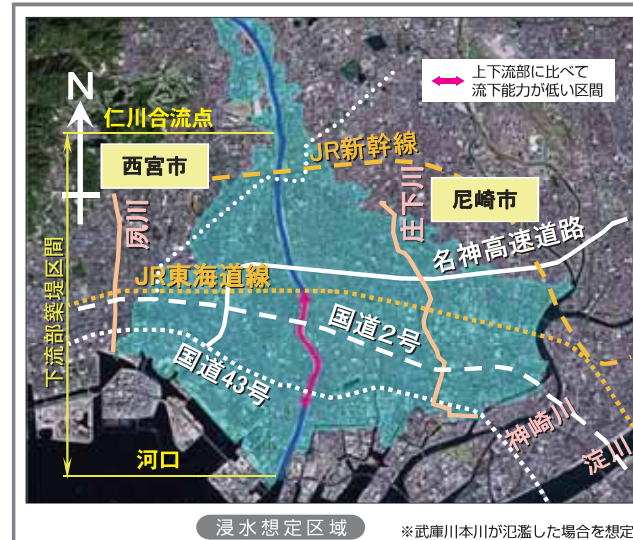 上下流部に比べて
流下能力が低い区間
N
仁川合流点
JR新幹線
西宮市
尼崎市
夙川
庄下川
名神高速道路
JR東海道線
下流部築堤区間
国道2号
国道43号
神崎川
淀川
河口
浸水想定区域
※武庫川本川が氾濫した場合を想定